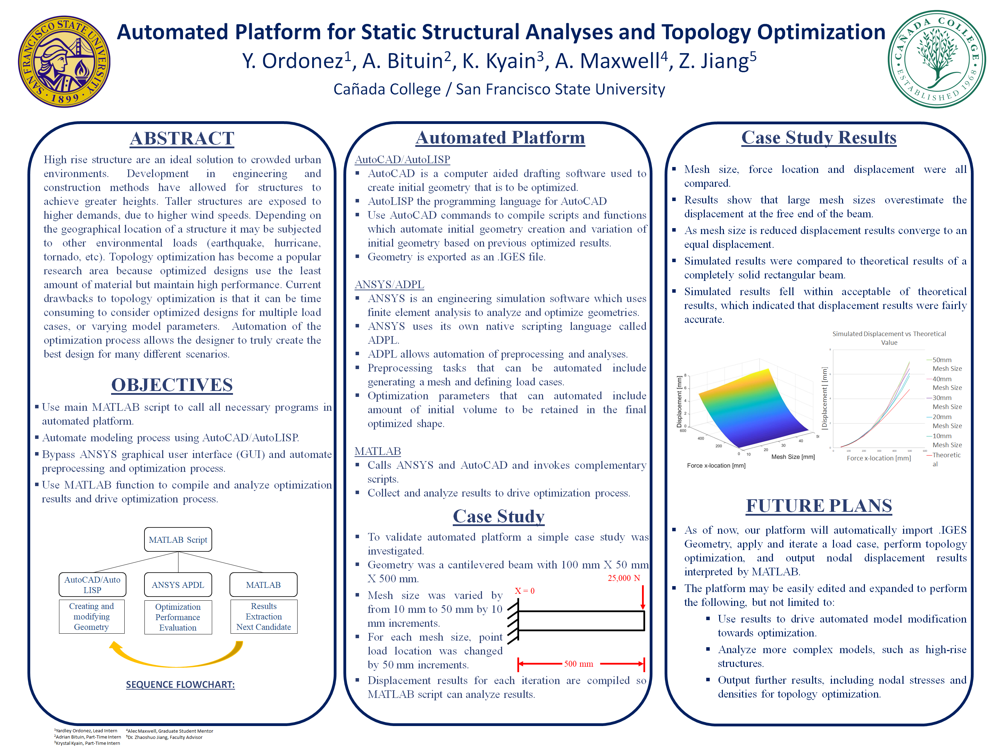 Automated Platform for Static Structural Analyses and Topology Optimization
Y. Ordonez1, A. Bituin2, K. Kyain3, A. Maxwell4, Z. Jiang5
Cañada College / San Francisco State University
SAN FRANCISCO STATE UNIVERSITY
· 1899 ·
· CAÑADA COLLEGE ·
ESTABLISHED 1968
ABSTRACT
High rise structure are an ideal solution to crowded urban
environments. Development in engineering and
construction methods have allowed for structures to
achieve greater heights. Taller structures are exposed to
higher demands, due to higher wind speeds. Depending on
the geographical location of a structure it may be subjected
to other environmental loads (earthquake, hurricane,
tornado, etc). Topology optimization has become a popular
research area because optimized designs use the least
amount of material but maintain high performance. Current
drawbacks to topology optimization is that it can be time
consuming to consider optimized designs for multiple load
cases, or varying model parameters. Automation of the
optimization process allows the designer to truly create the
best design for many different scenarios.
OBJECTIVES
▪ Use main MATLAB script to call all necessary programs in
automated platform.
▪ Automate modeling process using AutoCAD/AutoLISP.
▪ Bypass ANSYS graphical user interface (GUI) and automate
preprocessing and optimization process.
▪ Use MATLAB function to compile and analyze optimization
results and drive optimization process.
MATLAB Script
AutoCAD/Auto
LISP
ANSYS APDL
MATLAB
Creating and
modifying
Geometry
Optimization
Performance
Evaluation
Results
Extraction
Next Candidate
SEQUENCE FLOWCHART:
Automated Platform
AutoCAD/AutoLISP
▪ AutoCAD is a computer aided drafting software used to
create initial geometry that is to be optimized.
▪ AutoLISP the programming language for AutoCAD
▪ Use AutoCAD commands to compile scripts and functions
which automate initial geometry creation and variation of
initial geometry based on previous optimized results.
▪ Geometry is exported as an .IGES file.
ANSYS/ADPL
▪ ANSYS is an engineering simulation software which uses
finite element analysis to analyze and optimize geometries.
▪ ANSYS uses its own native scripting language called
ADPL.
▪ ADPL allows automation of preprocessing and analyses.
▪ Preprocessing tasks that can be automated include
generating a mesh and defining load cases.
▪ Optimization parameters that can automated include
amount of initial volume to be retained in the final
optimized shape.
MATLAB
▪ Calls ANSYS and AutoCAD and invokes complementary
scripts.
▪ Collect and analyze results to drive optimization process.
Case Study
▪ To validate automated platform a simple case study was
investigated.
▪ Geometry was a cantilevered beam with 100 mm X 50 mm
X 500 mm.
▪ Mesh size was varied by
from 10 mm to 50 mm by 10
mm increments.
▪ For each mesh size, point
load location was changed
by 50 mm increments.
25,000 N
X = 0
500 mm
▪ Displacement results for each iteration are compiled so
MATLAB script can analyze results.
Case Study Results
▪ Mesh size, force location and displacement were all
compared.
▪ Results show that large mesh sizes overestimate the
displacement at the free end of the beam.
▪ As mesh size is reduced displacement results converge to an
equal displacement.
▪ Simulated results were compared to theoretical results of a
completely solid rectangular beam.
▪ Simulated results fell within acceptable of theoretical
results, which indicated that displacement results were fairly
accurate.
Displacement [mm]
8
6
4
2
0
600
400
200
0
10
20
30
40
50
Force x-location [mm]
Mesh Size [mm]
Simulated Displacement vs Theoretical
Value
|Displacement| [mm]
8
6
4
2
0
0 100 200 300 400 500 600
Force x-location [mm]
50mm
Mesh Size
40mm
Mesh Size
30mm
Mesh Size
20mm
Mesh Size
10mm
Mesh Size
Theoretic
al
FUTURE PLANS
▪ As of now, our platform will automatically import .IGES
Geometry, apply and iterate a load case, perform topology
optimization, and output nodal displacement results
interpreted by MATLAB.
▪ The platform may be easily edited and expanded to perform
the following, but not limited to:
▪ Use results to drive automated model modification
towards optimization.
▪ Analyze more complex models, such as high-rise
structures.
▪ Output further results, including nodal stresses and
densities for topology optimization.
1Yardley Ordonez, Lead Intern
2Adrian Bituin, Part-Time Intern
3Krystal Kyain, Part-Time Intern
4Alec Maxwell, Graduate Student Mentor
5Dr. Zhaoshuo Jiang, Faculty Advisor